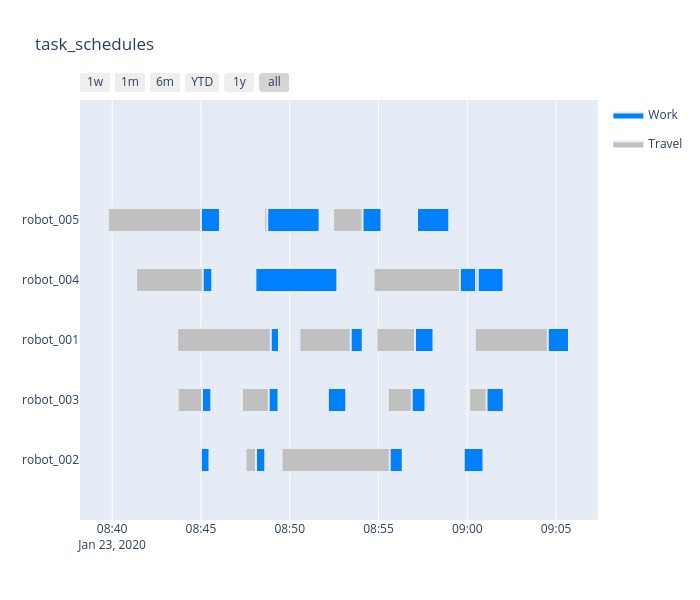 task_schedules
1w 1m 6m YTD 1y all
Work
Travel
robot_005
robot_004
robot_001
robot_003
robot_002
08:40 08:45 08:50 08:55 09:00 09:05
Jan 23, 2020